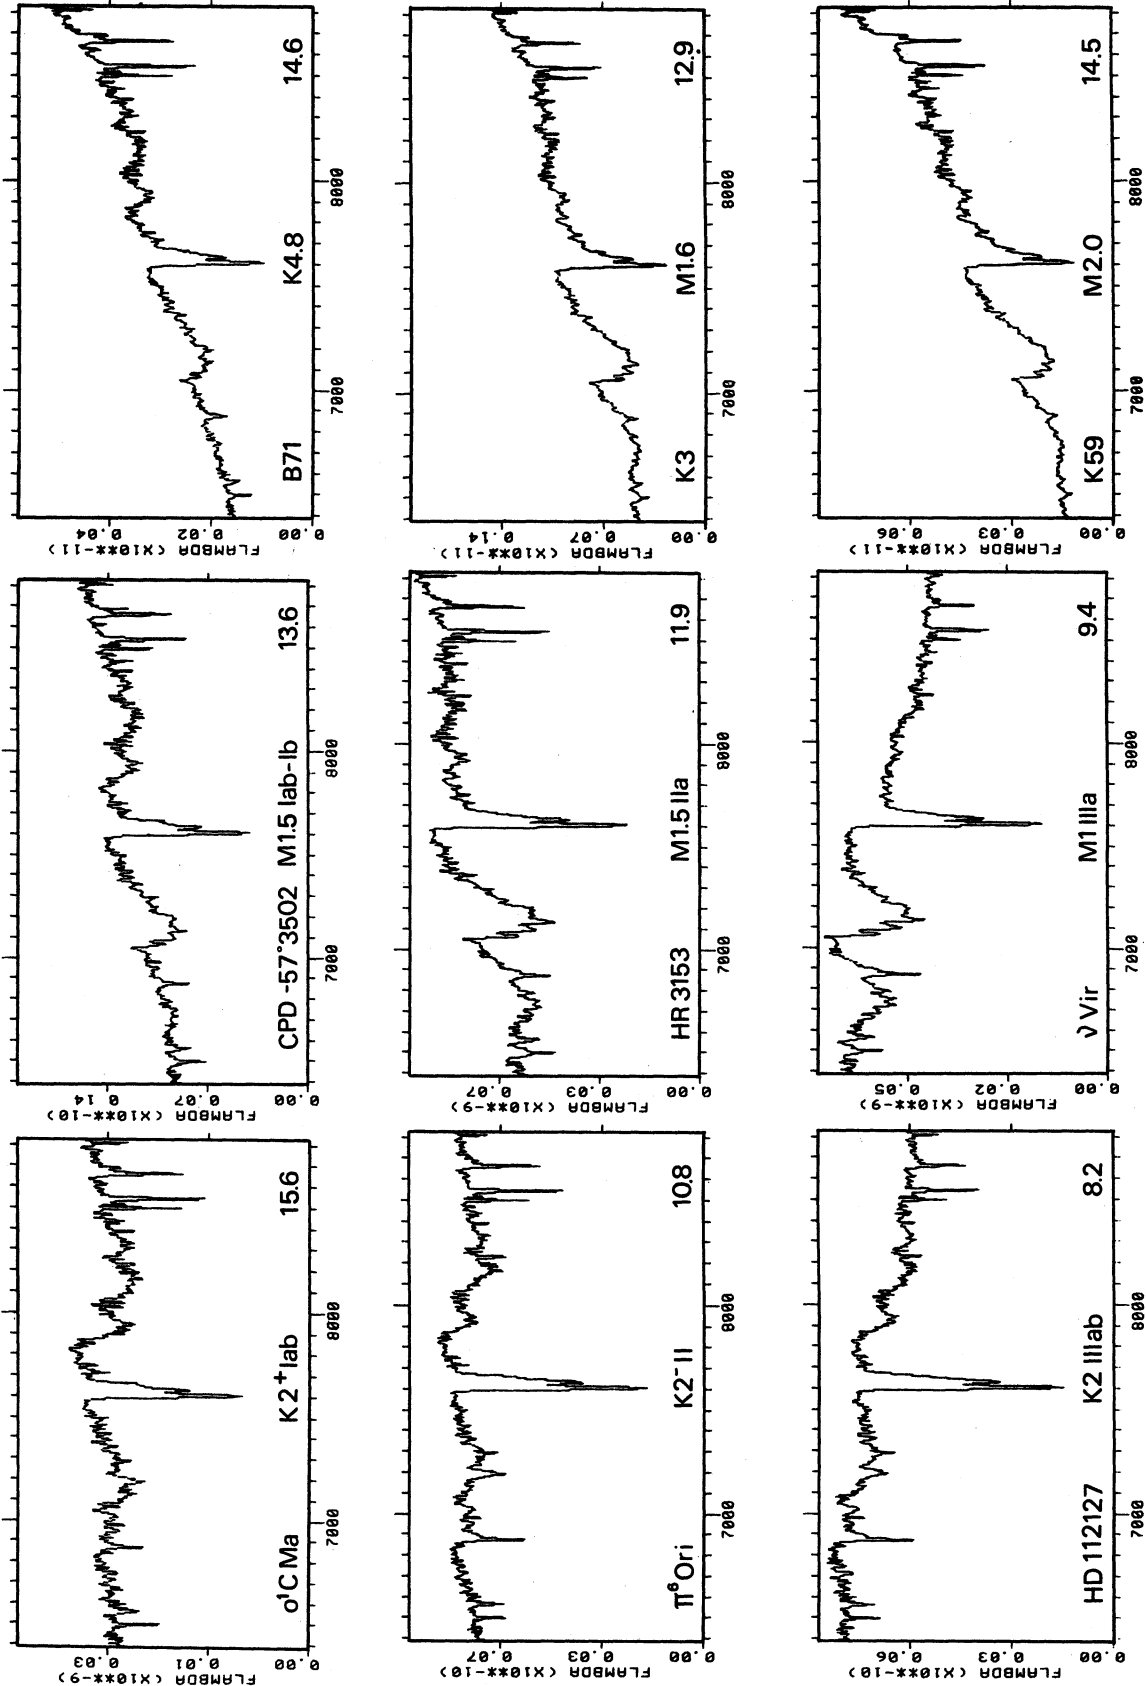 FLAMBDA (X10**-9)
0.03
0.01
0.00
o¹CMa K2⁺Iab 15.6
7000 8000
FLAMBDA (X10**-10)
0.14
0.07
0.00
CPD -57°3502 M1.5 Iab-Ib 13.6
7000 8000
FLAMBDA (X10**-11)
0.04
0.02
0.00
B71 K4.8 14.6
7000 8000
FLAMBDA (X10**-10)
0.07
0.03
0.00
π⁶Ori K2⁻II 10.8
7000 8000
FLAMBDA (X10**-9)
0.07
0.03
0.00
HR 3153 M1.5 IIa 11.9
7000 8000
FLAMBDA (X10**-11)
0.14
0.07
0.00
K3 M1.6 12.9
7000 8000
FLAMBDA (X10**-10)
0.06
0.03
0.00
HD 112127 K2 IIIab 8.2
7000 8000
FLAMBDA (X10**-9)
0.05
0.02
0.00
ν Vir M1 IIIa 9.4
7000 8000
FLAMBDA (X10**-11)
0.06
0.03
0.00
K59 M2.0 14.5
7000 8000